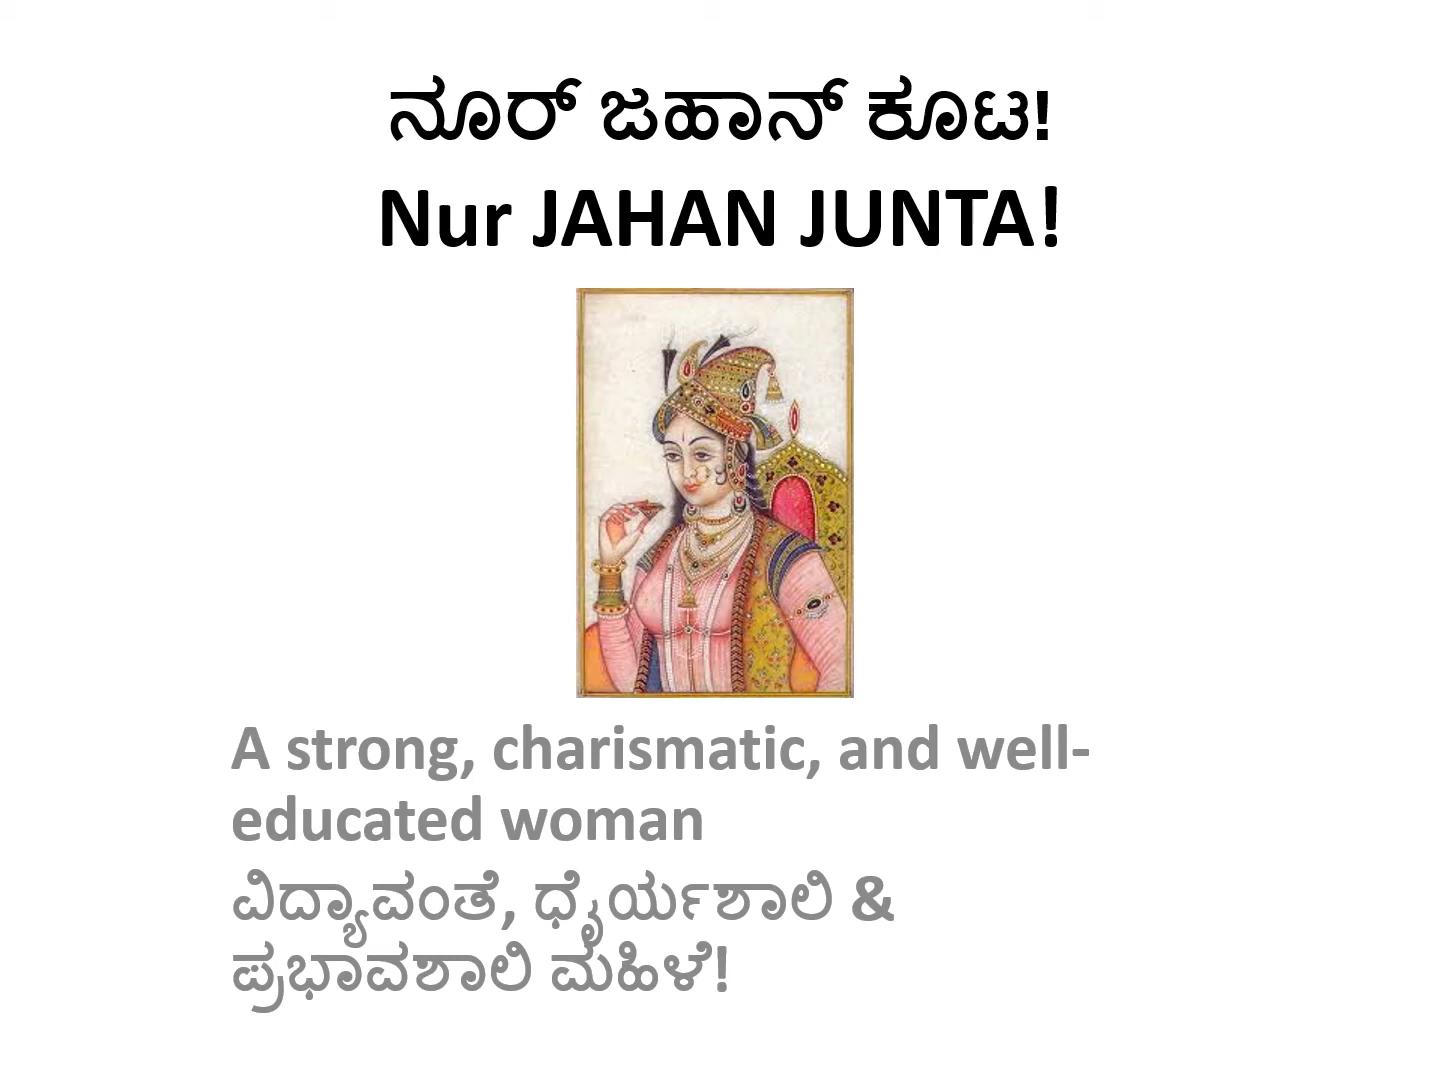 ನೂರ್ ಜಹಾನ್ ಕೂಟ!
Nur JAHAN JUNTA!
A strong, charismatic, and well-
educated woman
ವಿದ್ಯಾವಂತೆ, ಧೈರ್ಯಶಾಲಿ &
ಪ್ರಭಾವಶಾಲಿ ಮಹಿಳೆ!